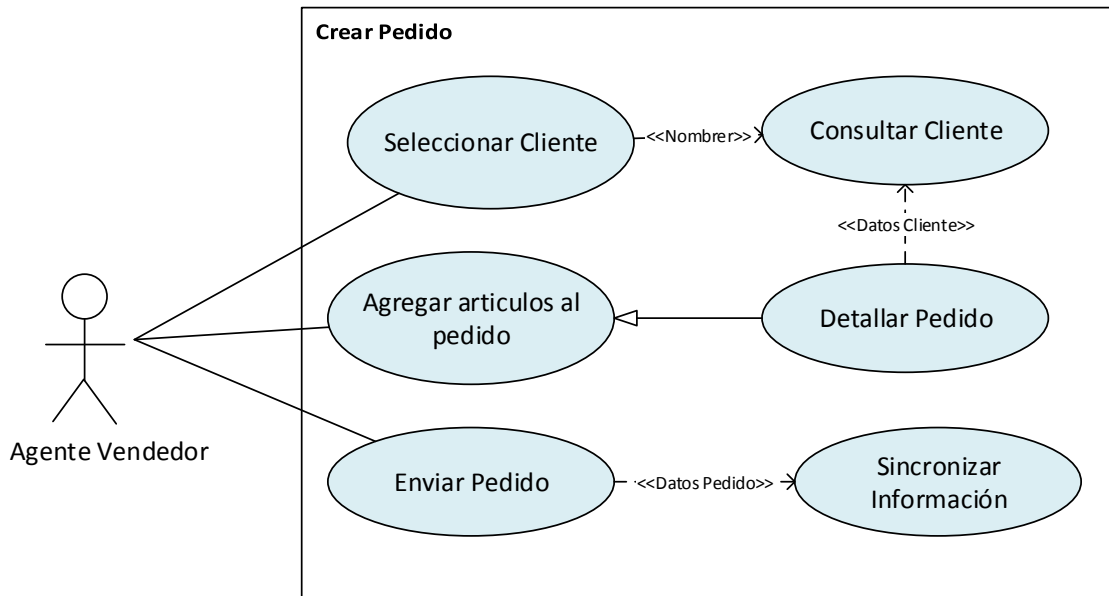 Crear Pedido
Seleccionar Cliente
<<Nombrer>>
Consultar Cliente
<<Datos Cliente>>
Agregar articulos al
pedido
Detallar Pedido
Agente Vendedor
Enviar Pedido
<<Datos Pedido>>
Sincronizar
Información